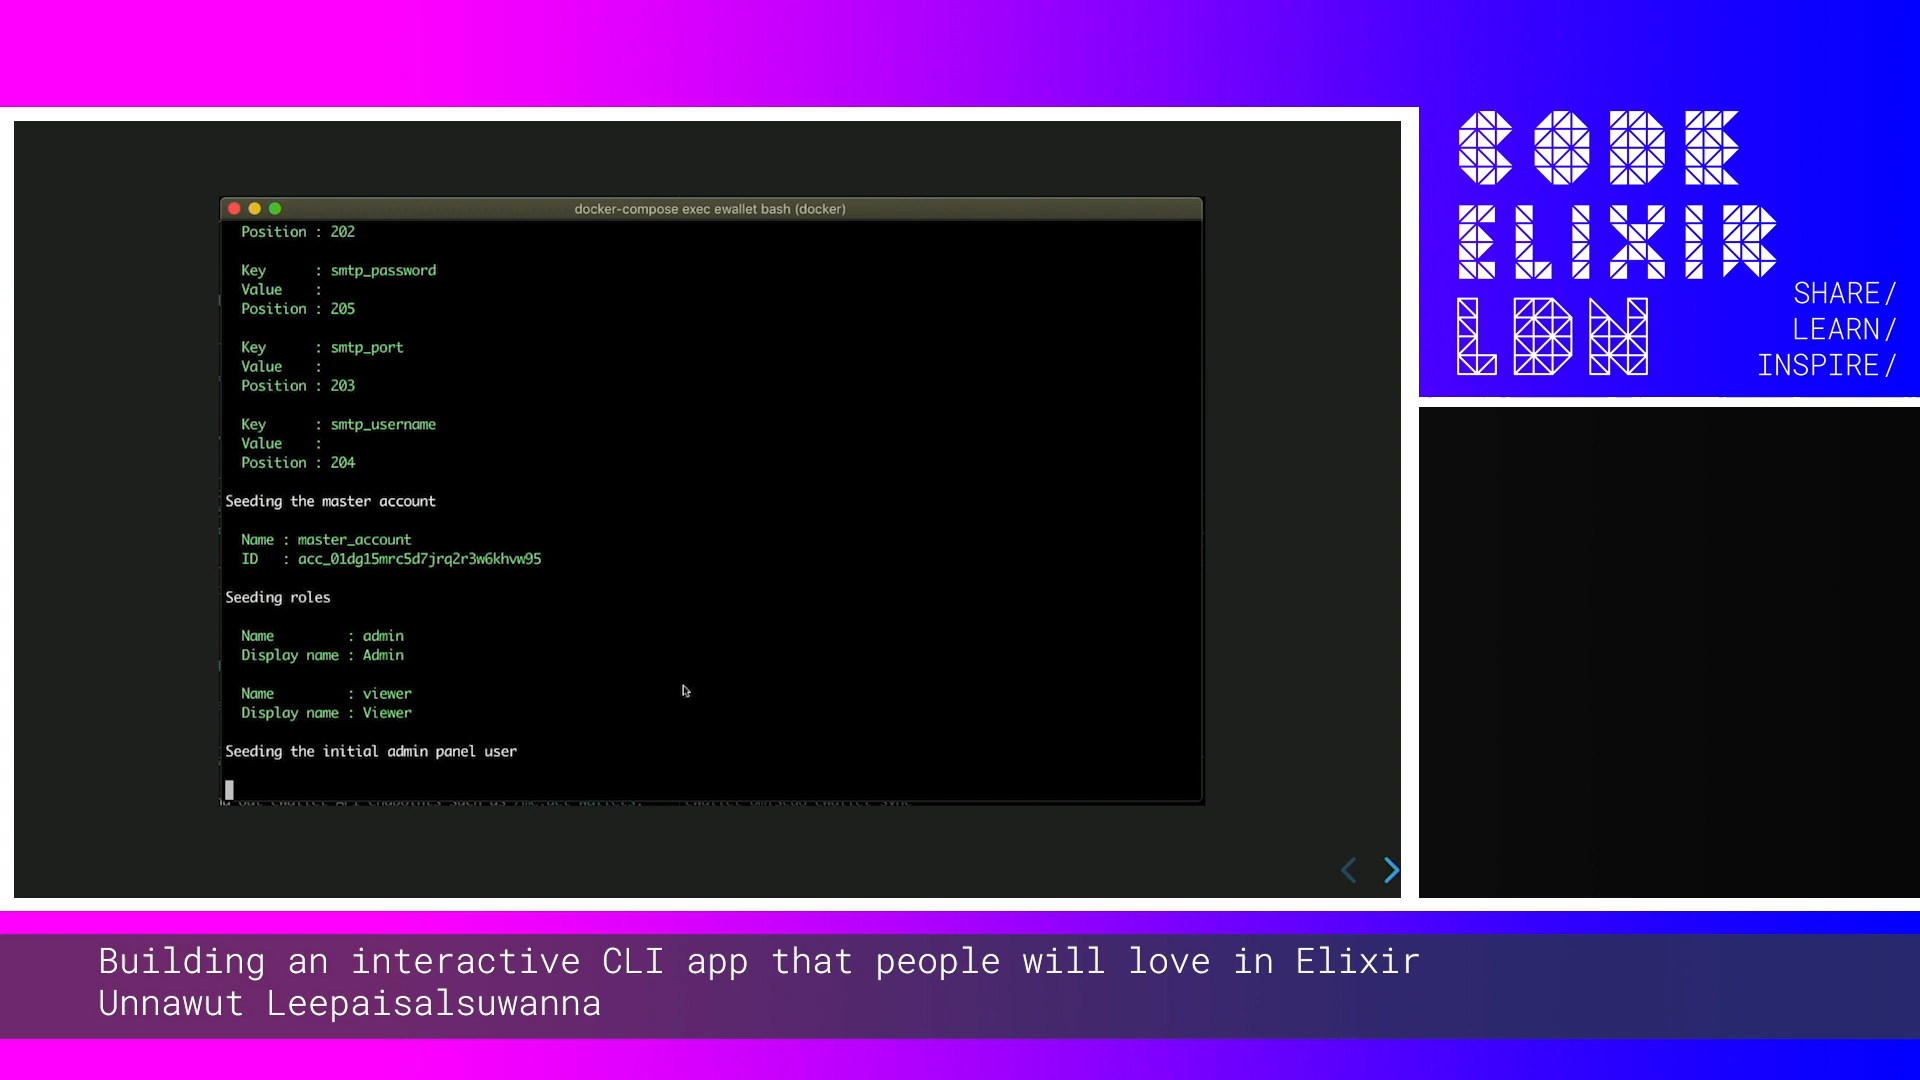 CODE
ELIXIR
LDN
SHARE/
LEARN/
INSPIRE/
docker-compose exec ewallet bash (docker)
Position : 202
Key : smtp_password
Value :
Position : 205
Key : smtp_port
Value :
Position : 203
Key : smtp_username
Value :
Position : 204
Seeding the master account
Name : master_account
ID : acc_01dg15mrc5d7jrq2r3w6khvw95
Seeding roles
Name : admin
Display name : Admin
Name : viewer
Display name : Viewer
Seeding the initial admin panel user
Building an interactive CLI app that people will love in Elixir
Unnawut Leepaisalsuwanna